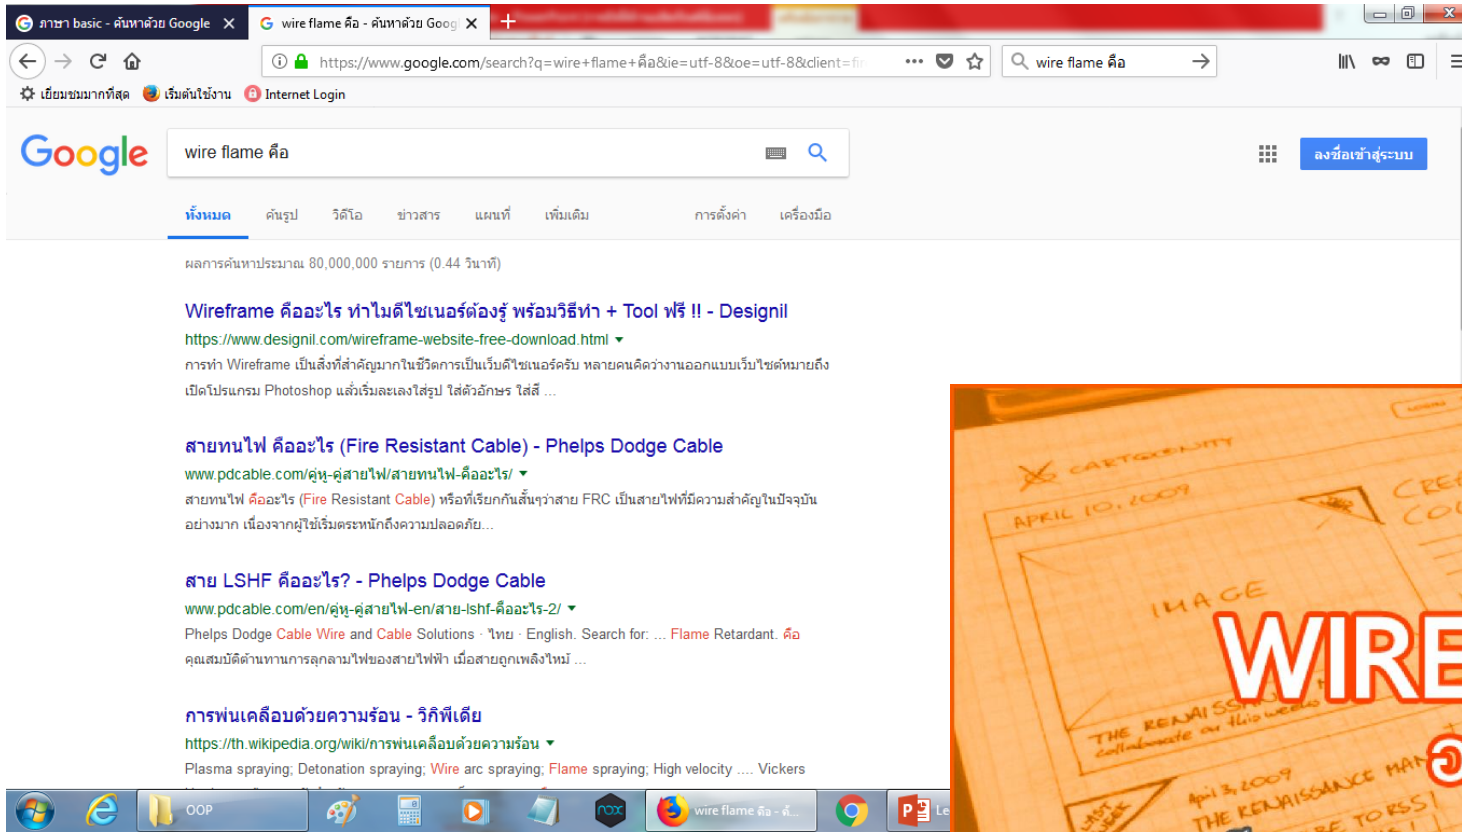 ภาษา basic - ค้นหาด้วย Google
wire flame คือ - ค้นหาด้วย Goog
https://www.google.com/search?q=wire+flame+คือ&ie=utf-8&oe=utf-8&client=fi
wire flame คือ
เยี่ยมชมมากที่สุด
เริ่มต้นใช้งาน
Internet Login
Google
wire flame คือ
ลงชื่อเข้าสู่ระบบ
ทั้งหมด ค้นรูป วิดีโอ ข่าวสาร แผนที่ เพิ่มเติม การตั้งค่า เครื่องมือ
ผลการค้นหาประมาณ 80,000,000 รายการ (0.44 วินาที)
Wireframe คืออะไร ทำไมดีไซเนอร์ต้องรู้ พร้อมวิธีทำ + Tool ฟรี !! - Designil
https://www.designil.com/wireframe-website-free-download.html
การทำ Wireframe เป็นสิ่งที่สำคัญมากในชีวิตการเป็นเว็บดีไซเนอร์ครับ หลายคนคิดว่างานออกแบบเว็บไซต์หมายถึง
เปิดโปรแกรม Photoshop แล้วเริ่มละเลงใส่รูป ใส่ตัวอักษร ใส่สี ...
สายทนไฟ คืออะไร (Fire Resistant Cable) - Phelps Dodge Cable
www.pdcable.com/คู่หู-คู่สายไฟ/สายทนไฟ-คืออะไร/
สายทนไฟ คืออะไร (Fire Resistant Cable) หรือที่เรียกกันสั้นๆว่าสาย FRC เป็นสายไฟที่มีความสำคัญในปัจจุบัน
อย่างมาก เนื่องจากผู้ใช้เริ่มตระหนักถึงความปลอดภัย...
สาย LSHF คืออะไร? - Phelps Dodge Cable
www.pdcable.com/en/คู่หู-คู่สายไฟ-en/สาย-lshf-คืออะไร-2/
Phelps Dodge Cable Wire and Cable Solutions · ไทย · English. Search for: ... Flame Retardant. คือ
คุณสมบัติต้านทานการลุกลามไฟของสายไฟฟ้า เมื่อสายถูกเพลิงไหม้ ...
การพ่นเคลือบด้วยความร้อน - วิกิพีเดีย
https://th.wikipedia.org/wiki/การพ่นเคลือบด้วยความร้อน
Plasma spraying; Detonation spraying; Wire arc spraying; Flame spraying; High velocity .... Vickers
CARTOGRAPHY
APRIL 10, 2009
IMAGE
WIRE
THE RENAISSANCE
collaborate on this weeks
April 3, 2009
THE RENAISSANCE MAN
TO RSS!
OOP
nox
wire flame คือ - ค้...
Le